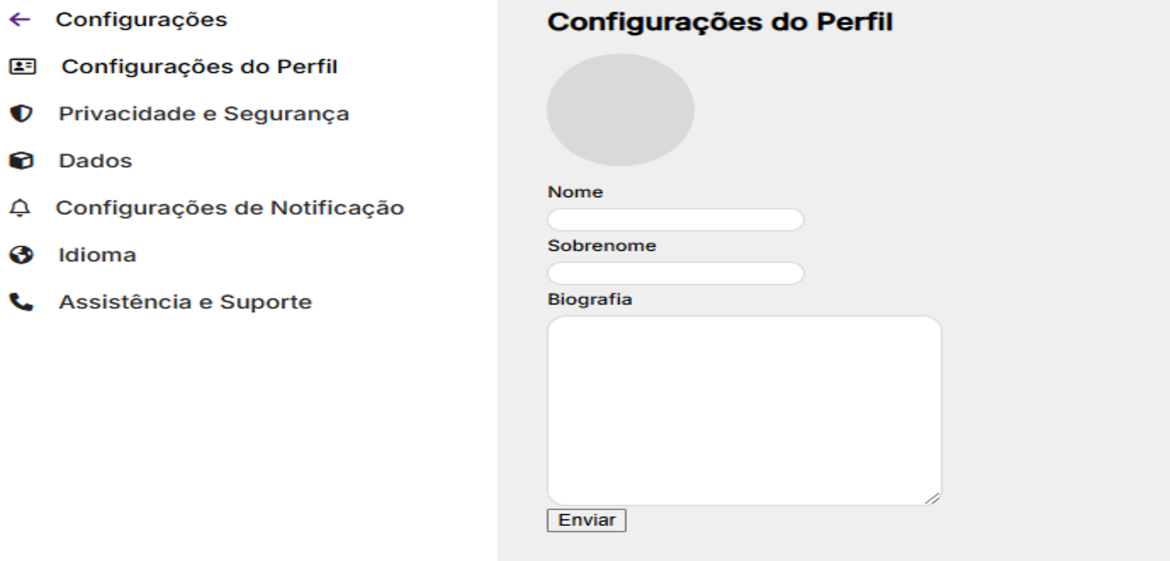 Configurações
Configurações do Perfil
Privacidade e Segurança
Dados
Configurações de Notificação
Idioma
Assistência e Suporte
Configurações do Perfil
Nome
Sobrenome
Biografia
Enviar